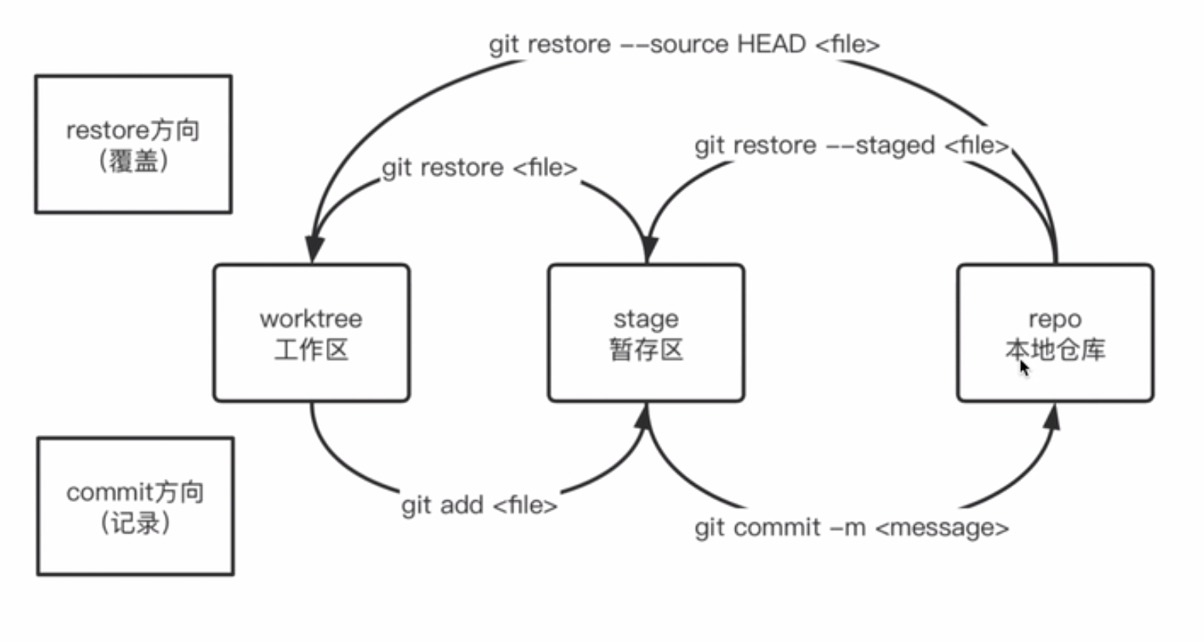 git restore --source HEAD <file>
restore方向
（覆盖）
git restore <file>
git restore --staged <file>
worktree
工作区
stage
暂存区
repo
本地仓库
commit方向
（记录）
git add <file>
git commit -m <message>